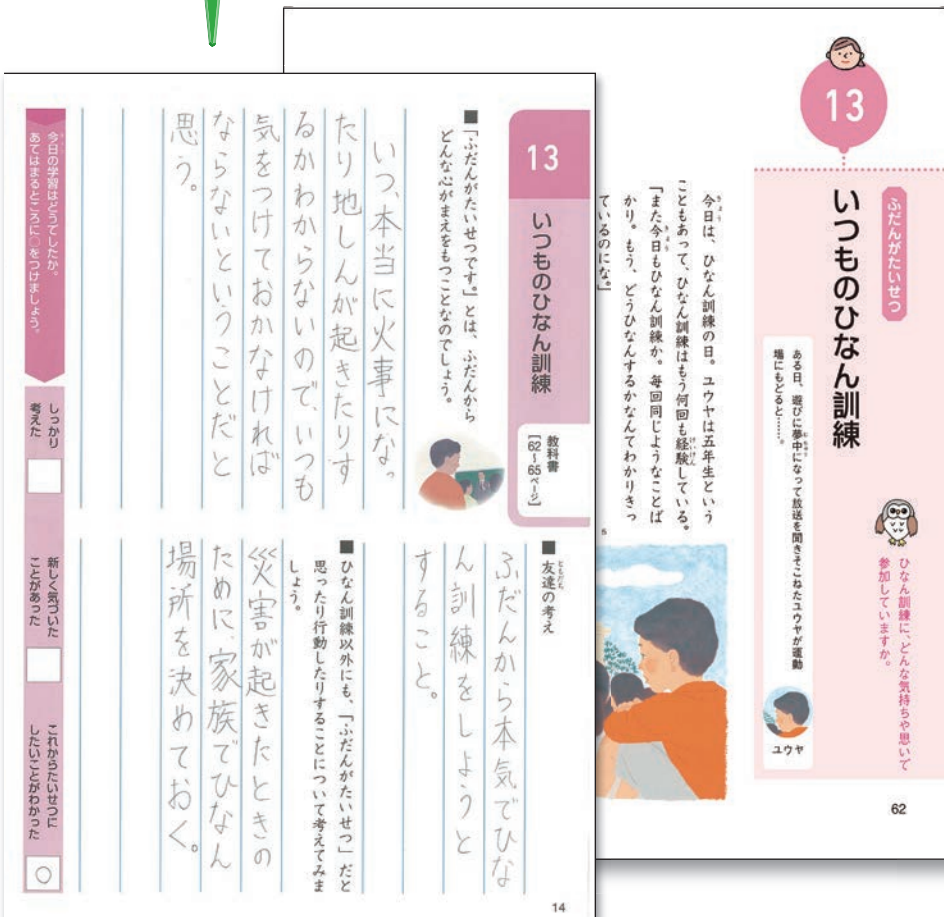 13
ふだんがたいせつ
いつものひなん訓練
ひなん訓練に、どんな気持ちや思いで
参加していますか。
ある日、遊びに夢中になって放送を聞きそこねたユウヤが運動
場にもどると……。
ユウヤ
今日は、ひなん訓練の日。ユウヤは五年生という
こともあって、ひなん訓練はもう何回も経験している。
「また今日もひなん訓練か。毎回同じようなことば
かり。もう、どうひなんするかなんてわかりきっ
ているのにな。」
5
62
13
いつものひなん訓練
教科書
[62~65ページ]
■「ふだんがたいせつです。」とは、ふだんから
どんな心がまえをもつことなのでしょう。
いつ、本当に火事にな。
たり地しんが起きたりす
るかわからないので、いつも
気をつけておかなければ
ならないということだと
思う。
■友達の考え
ふだんから本気でひな
ん訓練をしようと
すること。
■ひなん訓練以外にも、「ふだんがたいせつ」だと
思ったり行動したりすることについて考えてみま
しょう。
災害が起きたときの
ために、家族でひなん
場所を決めておく。
今日の学習はどうでしたか。
あてはまるところに○をつけましょう。
しっかり
考えた
新しく気づいた
ことがあった
これからたいせつに
したいことがわかった
○
14